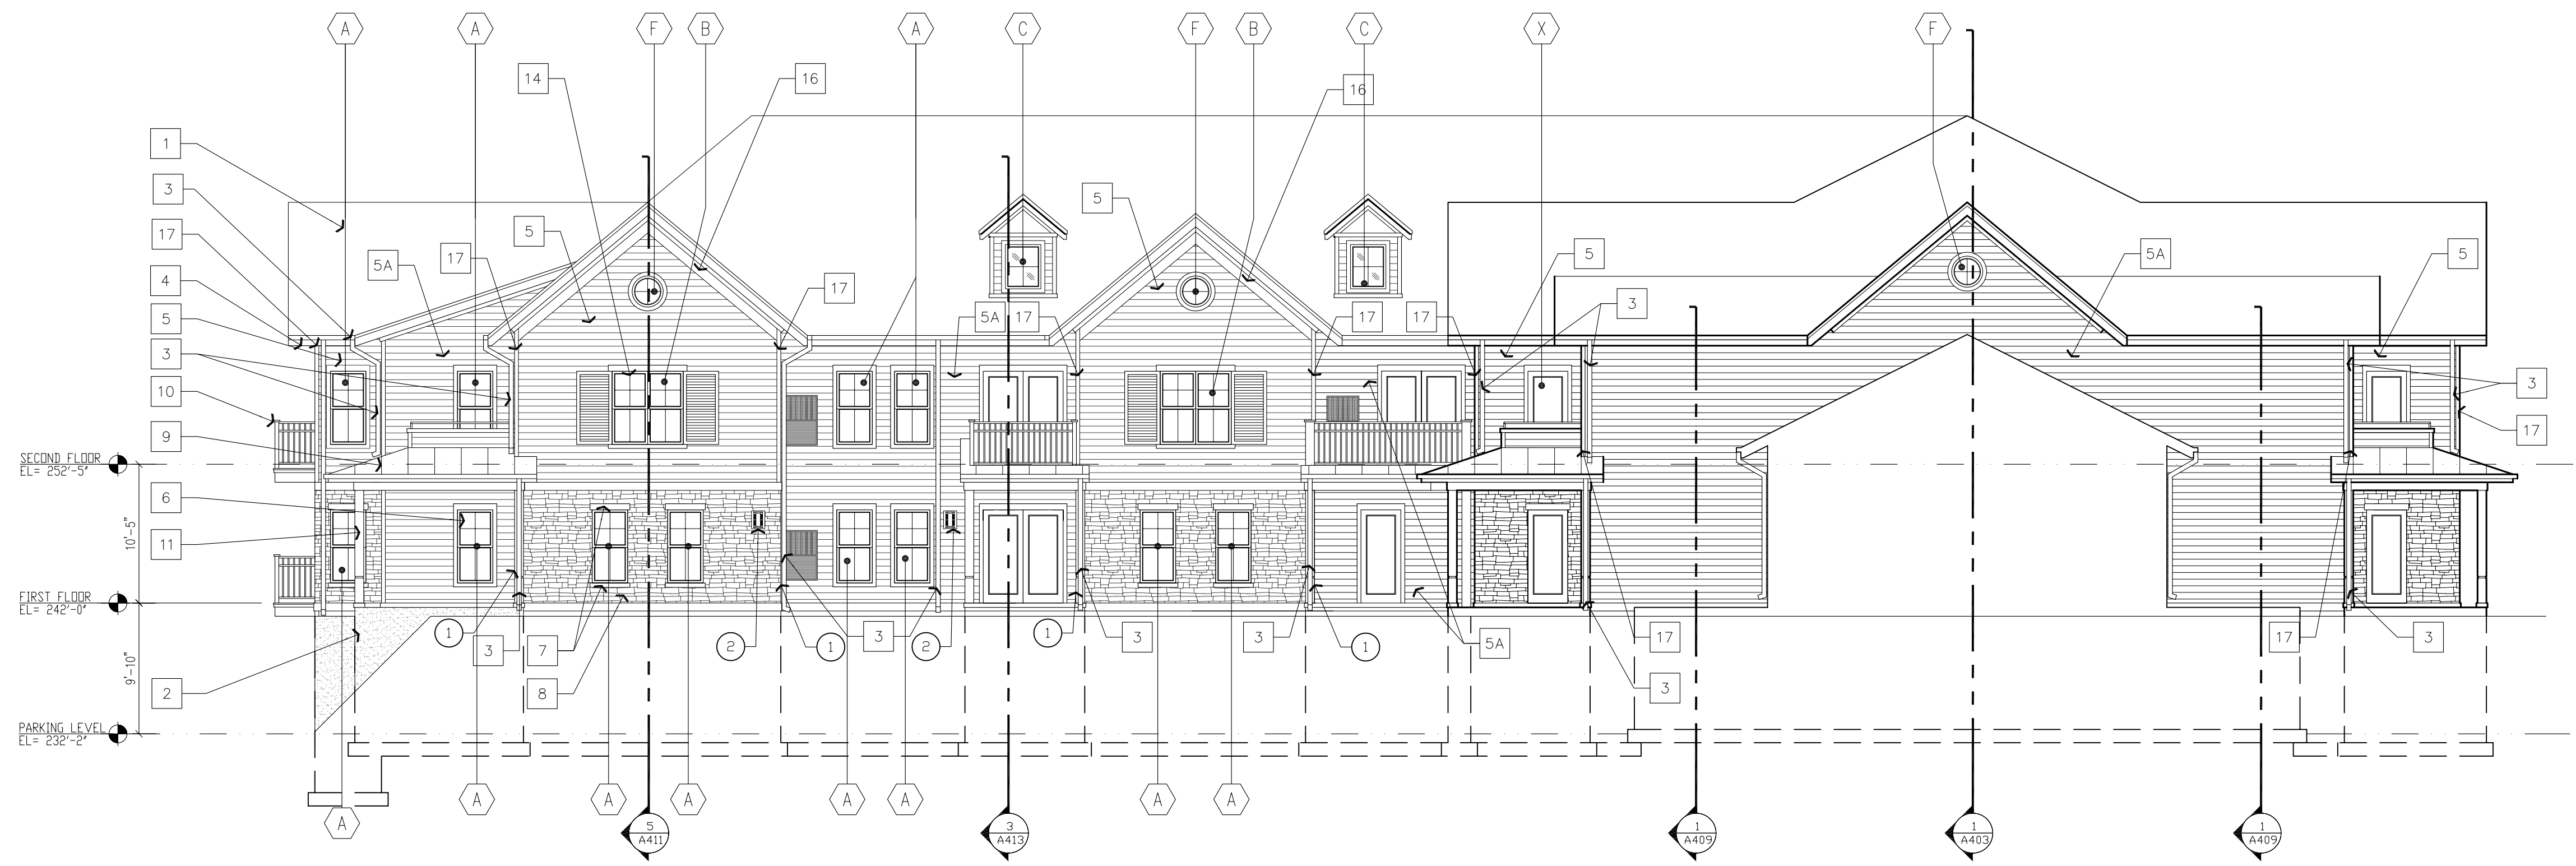 A A F B A C F B C X F
14 16 16
1
3
5
17
5 5 5A 5
5A 17
4
17 3
5 5A 17 17 17
3
10 3
9 17
SECOND FLOOR
EL= 252'-5"
6
10'-5"
11
FIRST FLOOR
EL= 242'-0"
1 3 7 2 1 3 2 1 3 3 1 5A 17 17 3
9'-10"
2 8 3
PARKING LEVEL
EL= 232'-2"
A A A A A A A
A
5
A411
3
A413
1
A409
1
A403
1
A409